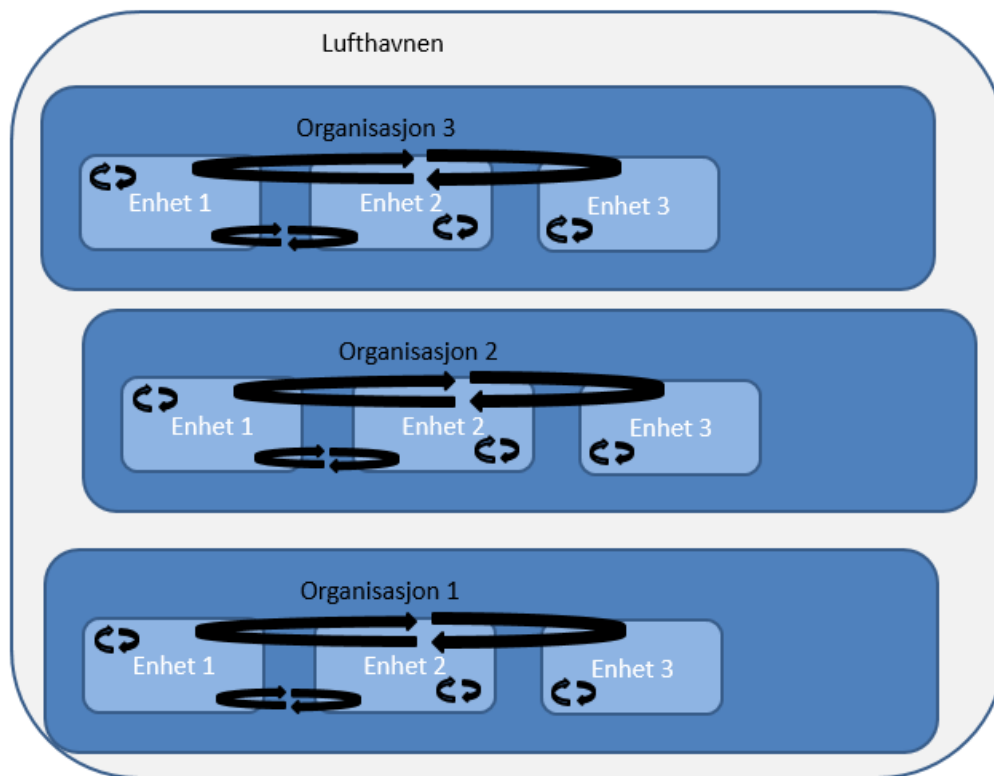 Lufthavnen
Organisasjon 3
Enhet 1
Enhet 2
Enhet 3
Organisasjon 2
Enhet 1
Enhet 2
Enhet 3
Organisasjon 1
Enhet 1
Enhet 2
Enhet 3